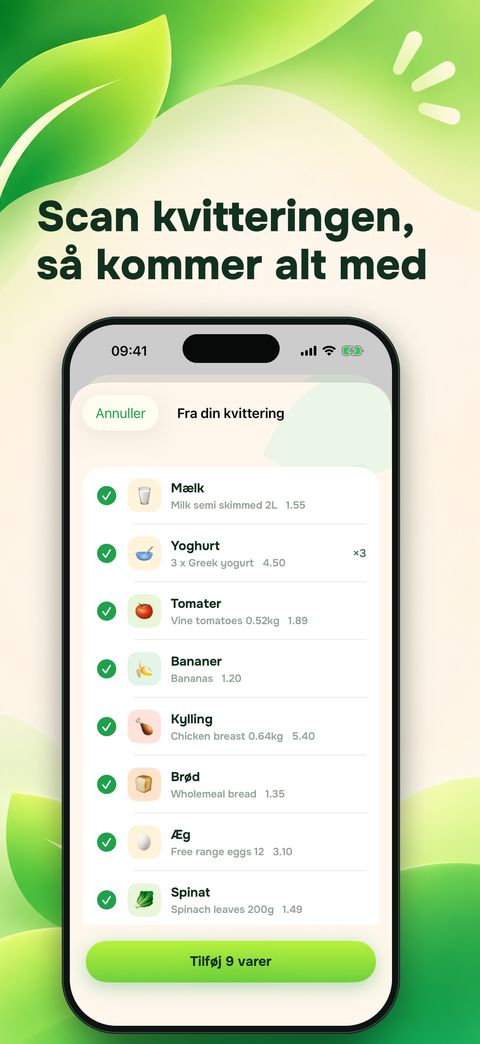 Scan kvitteringen,
så kommer alt med
09:41
Annuller
Fra din kvittering
Mælk
Milk semi skimmed 2L 1.55
Yoghurt
3 x Greek yogurt 4.50
×3
Tomater
Vine tomatoes 0.52kg 1.89
Bananer
Bananas 1.20
Kylling
Chicken breast 0.64kg 5.40
Brød
Wholemeal bread 1.35
Æg
Free range eggs 12 3.10
Spinat
Spinach leaves 200g 1.49
Tilføj 9 varer